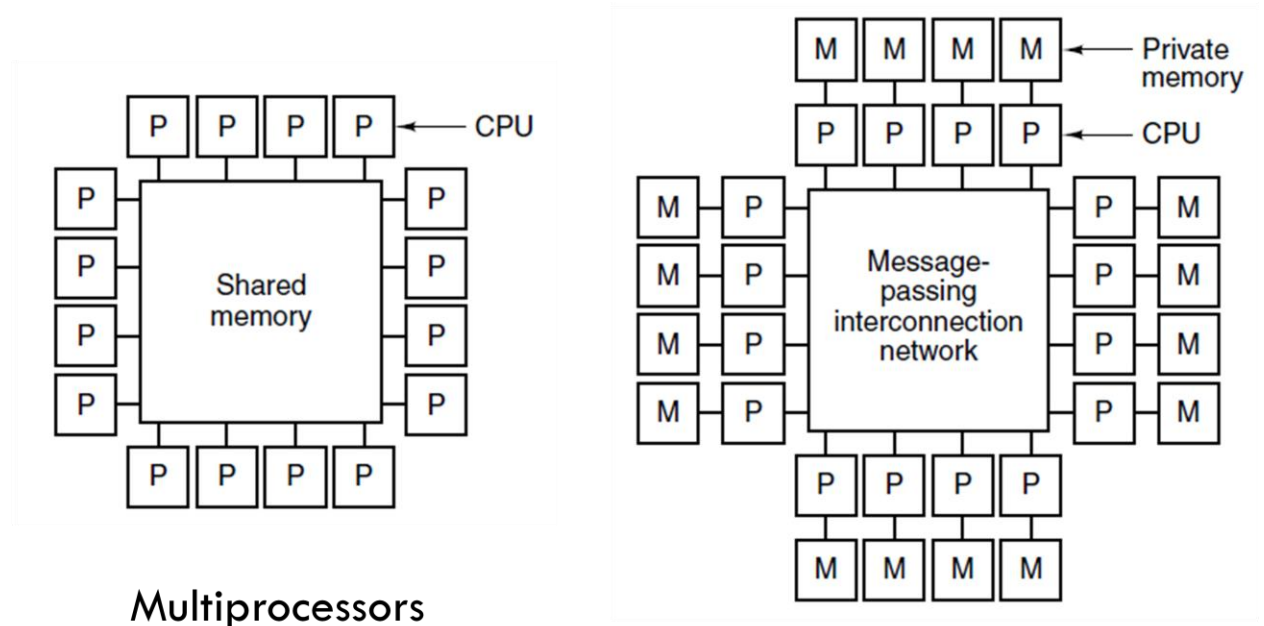 P P P P CPU
P P
P P
Shared
memory
P P
P P
P P P P
Multiprocessors
M M M M Private
memory
P P P P CPU
M P P M
Message-
M P P M
passing
interconnection
M P P M
network
M P P M
P P P P
M M M M